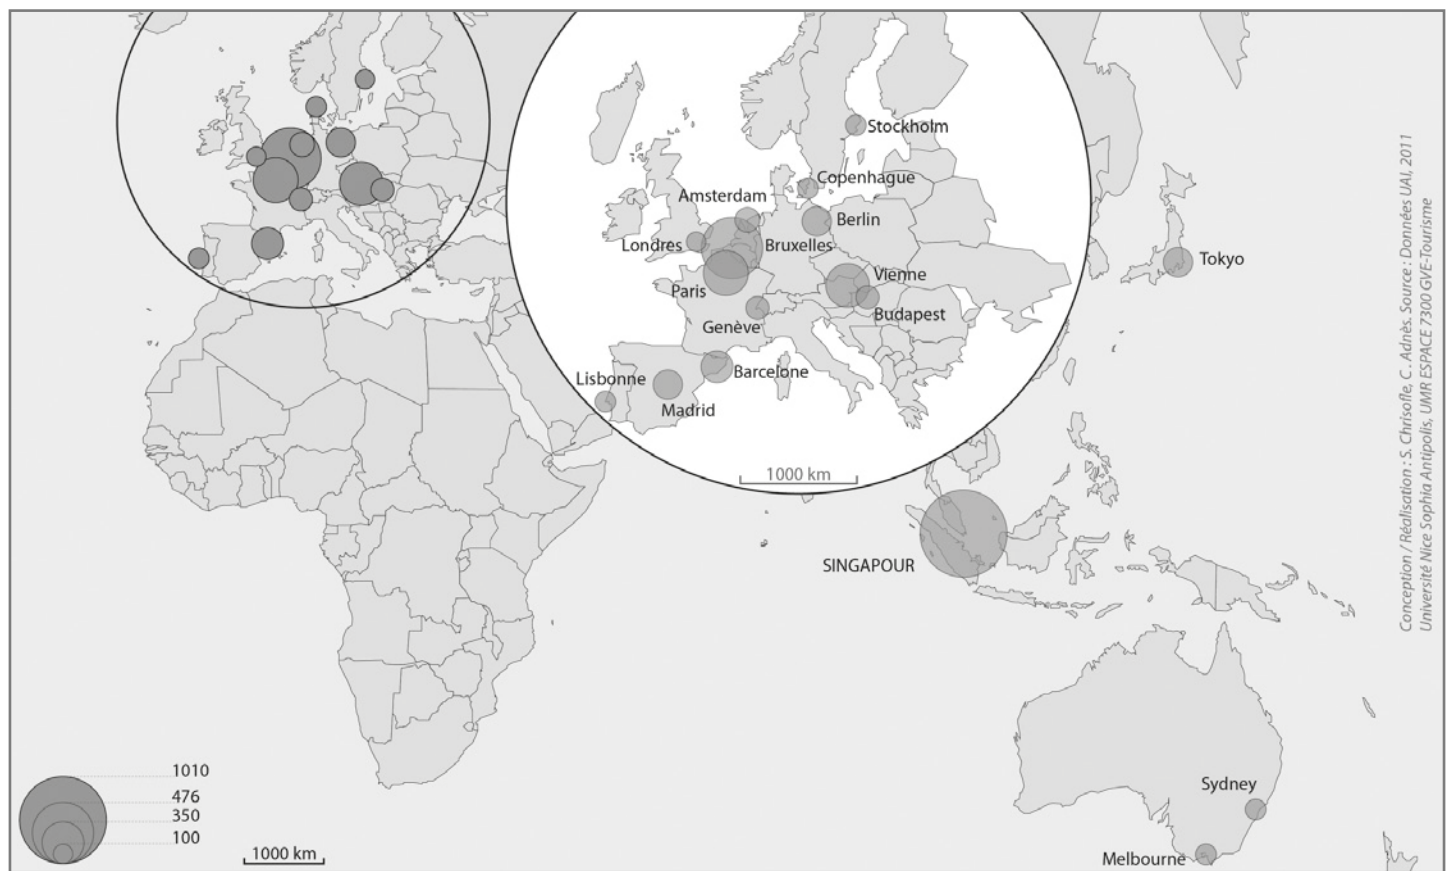 Stockholm
Copenhague
Amsterdam
Berlin
Londres
Bruxelles
Vienne
Paris
Budapest
Genève
Barcelone
Lisbonne
Madrid
1000 km
Tokyo
SINGAPOUR
Sydney
Melbourne
1010
476
350
100
1000 km
Conception / Réalisation : S. Chrisofle, C. Adnès. Source : Données UAI, 2011
Université Nice Sophia Antipolis, UMR ESPACE 7300 GVE-Tourisme